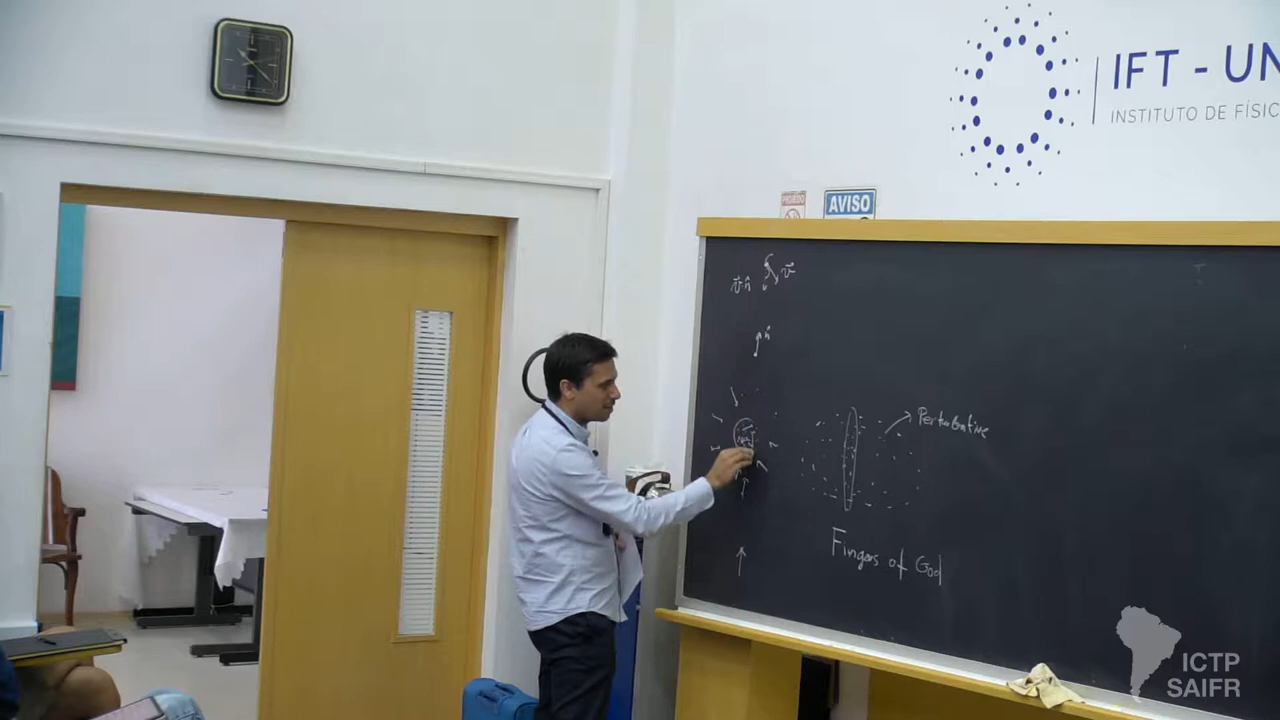 IFT - UN
INSTITUTO DE FÍSIC
AVISO
Perturbative
Fingers of God
ICTP
SAIFR